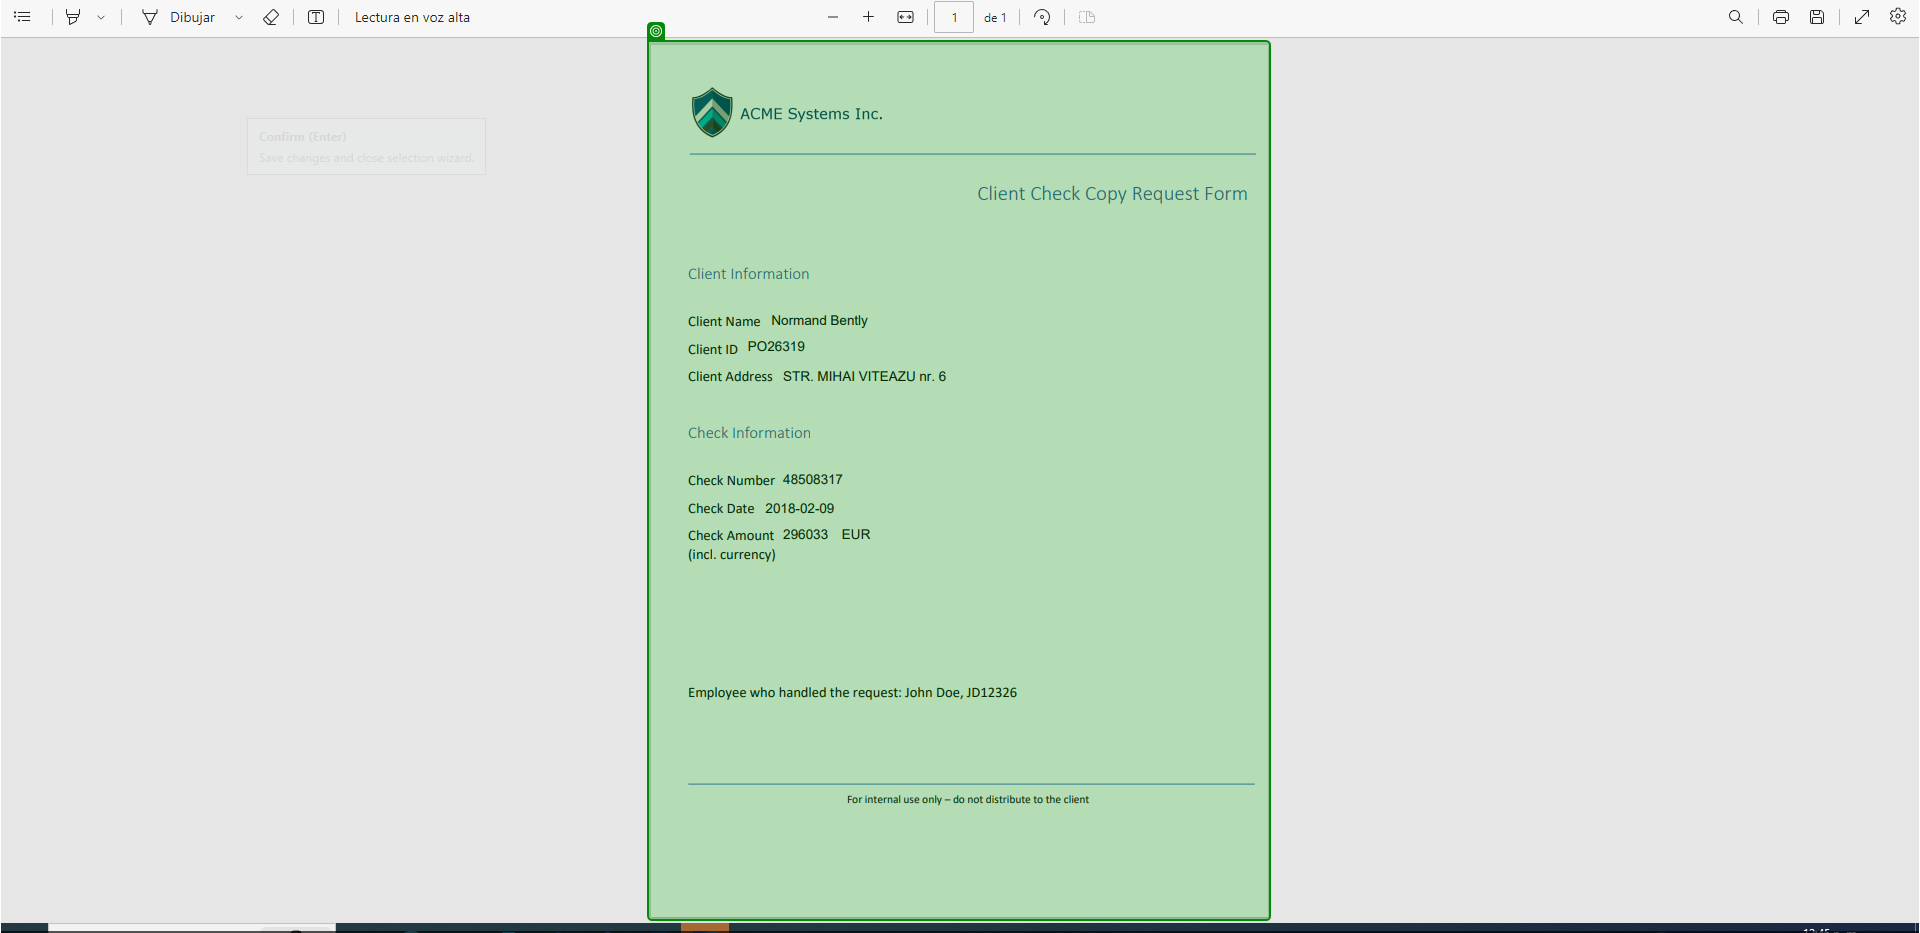 Dibujar
Lectura en voz alta
1 de 1
ACME Systems Inc.
Confirm (Enter)
Save changes and close selection wizard.
Client Check Copy Request Form
Client Information
Client Name Normand Bently
Client ID PO26319
Client Address STR. MIHAI VITEAZU nr. 6
Check Information
Check Number 48508317
Check Date 2018-02-09
Check Amount 296033 EUR
(incl. currency)
Employee who handled the request: John Doe, JD12326
For internal use only – do not distribute to the client